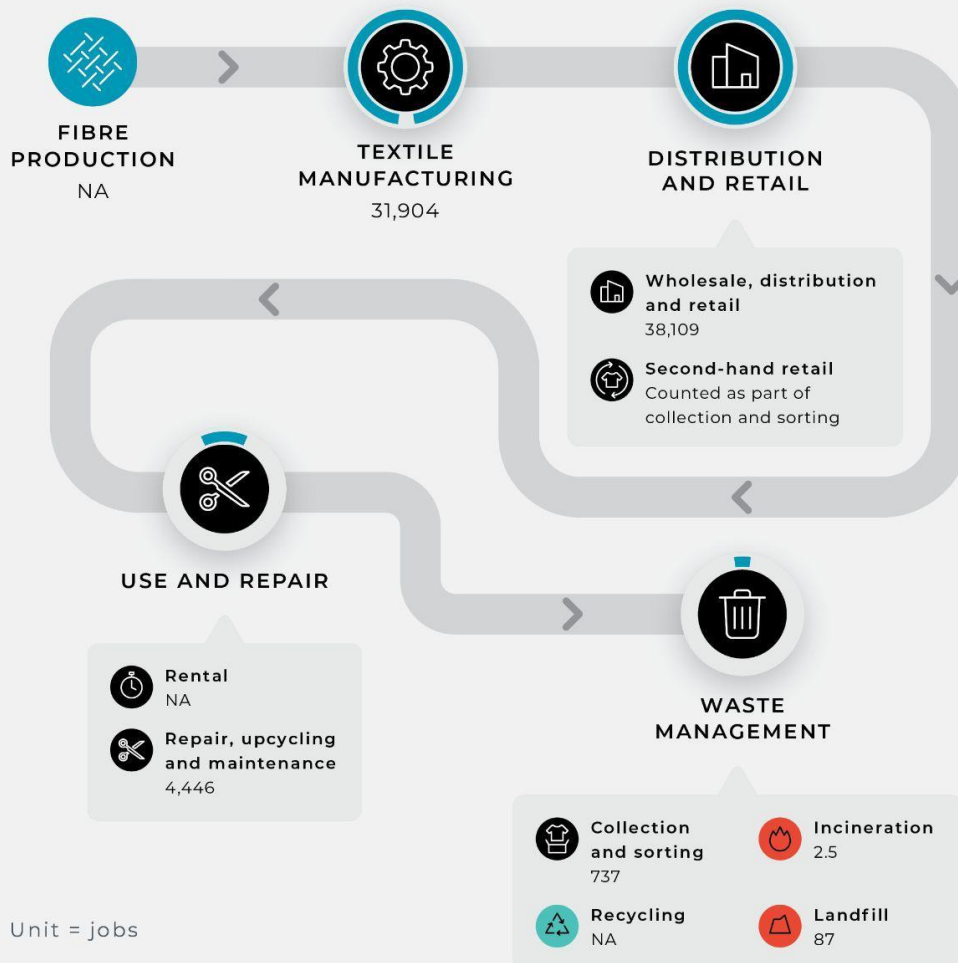 FIBRE
PRODUCTION
NA
TEXTILE
MANUFACTURING
31,904
DISTRIBUTION
AND RETAIL
Wholesale, distribution
and retail
38,109
Second-hand retail
Counted as part of
collection and sorting
USE AND REPAIR
Rental
NA
Repair, upcycling
and maintenance
4,446
WASTE
MANAGEMENT
Collection
and sorting
737
Incineration
2.5
Recycling
NA
Landfill
87
Unit = jobs